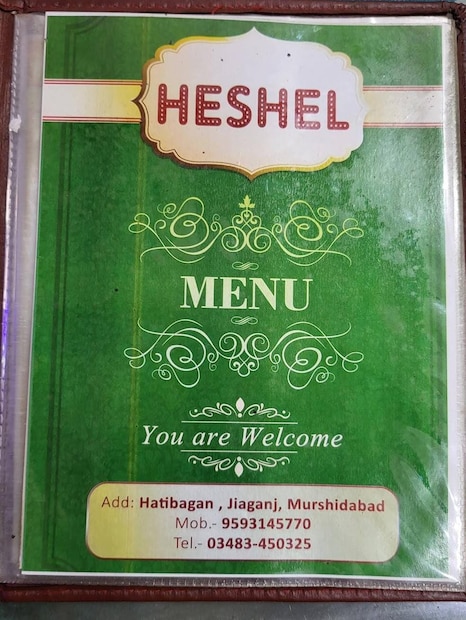 HESHEL
MENU
You are Welcome
Add: Hatibagan , Jiaganj, Murshidabad
Mob.- 9593145770
Tel.- 03483-450325